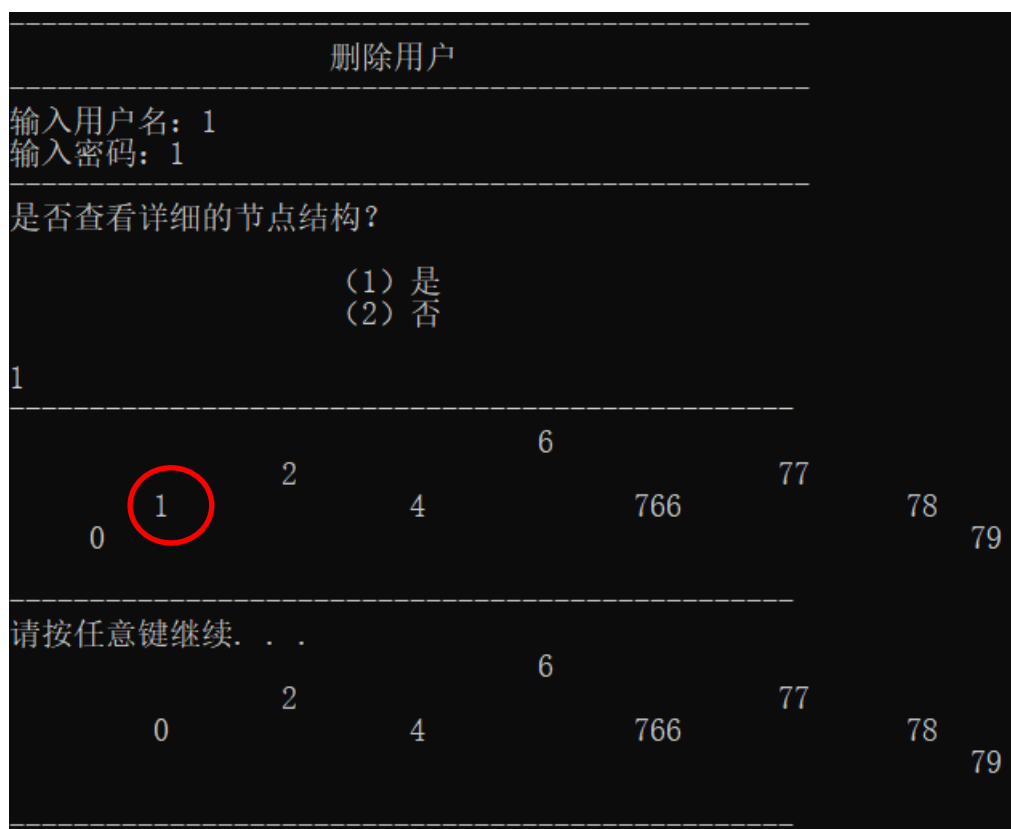 删除用户
输入用户名：1
输入密码：1
是否查看详细的节点结构？
（1）是
（2）否
1
6
2 77
1 4 766 78
0 79
请按任意键继续. . .
6
2 77
0 4 766 78
79